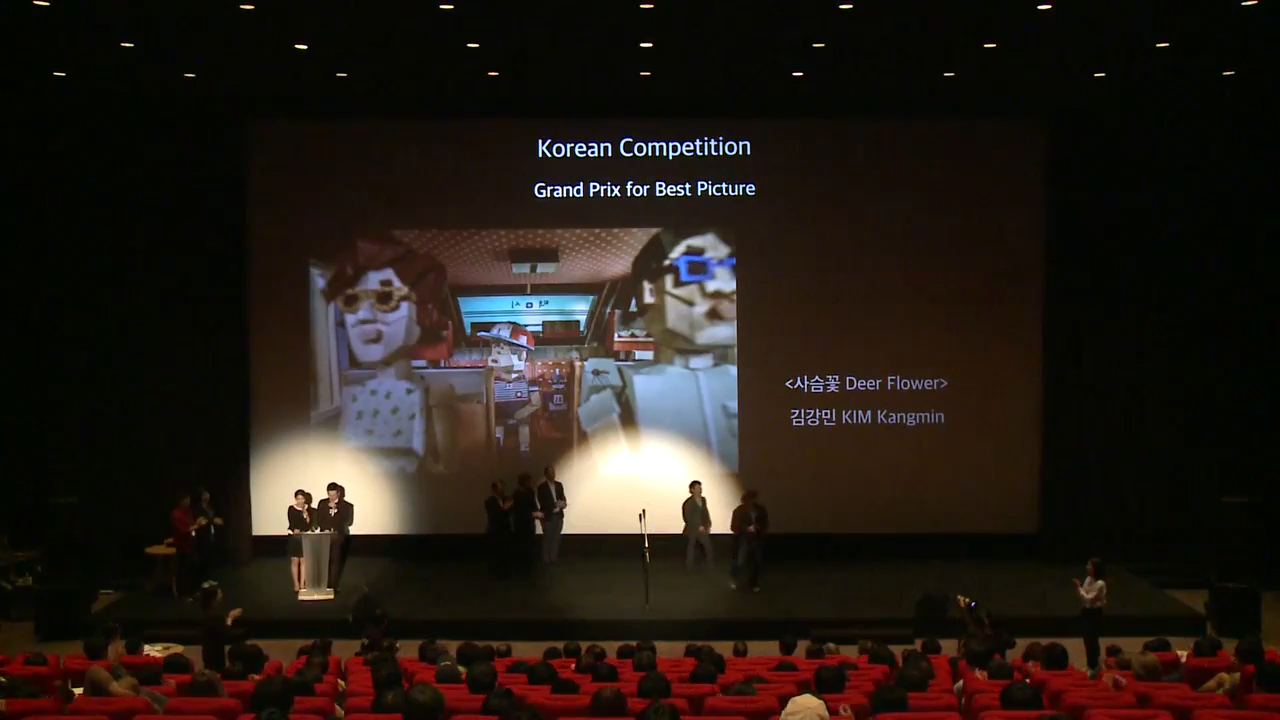 Korean Competition
Grand Prix for Best Picture
<사슴꽃 Deer Flower>
김강민 KIM Kangmin